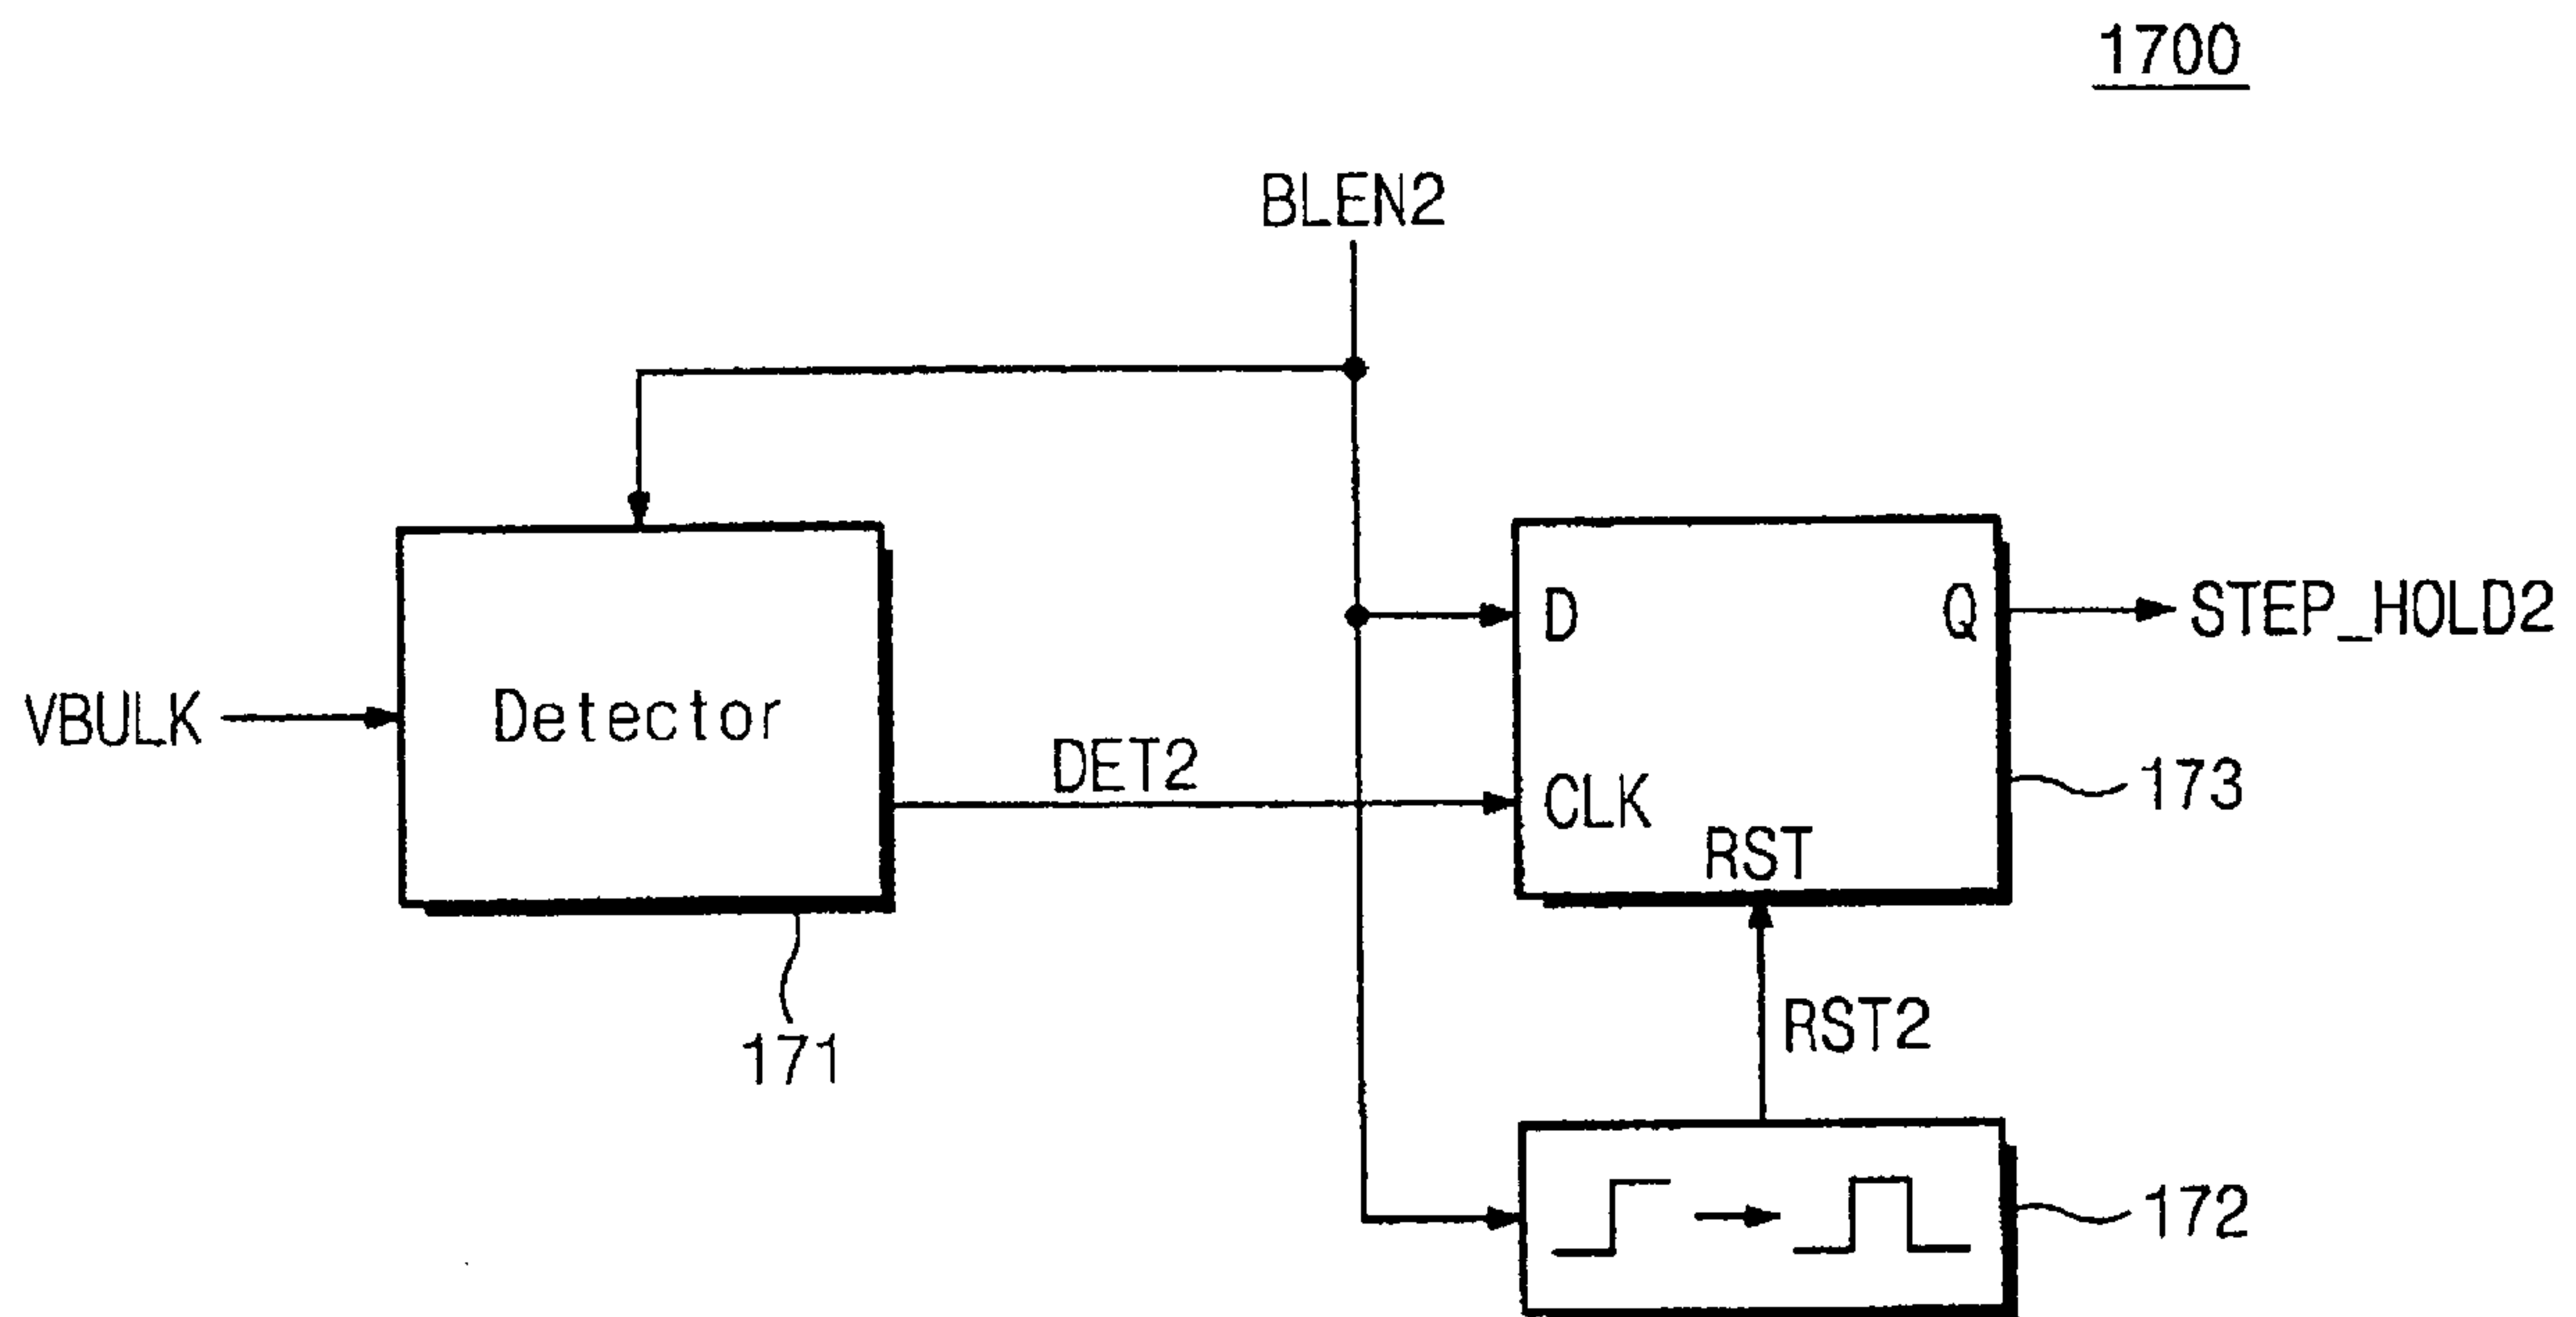 1700
BLEN2
D
Q
STEP_HOLD2
VBULK
Detector
DET2
CLK
173
RST
171
RST2
172